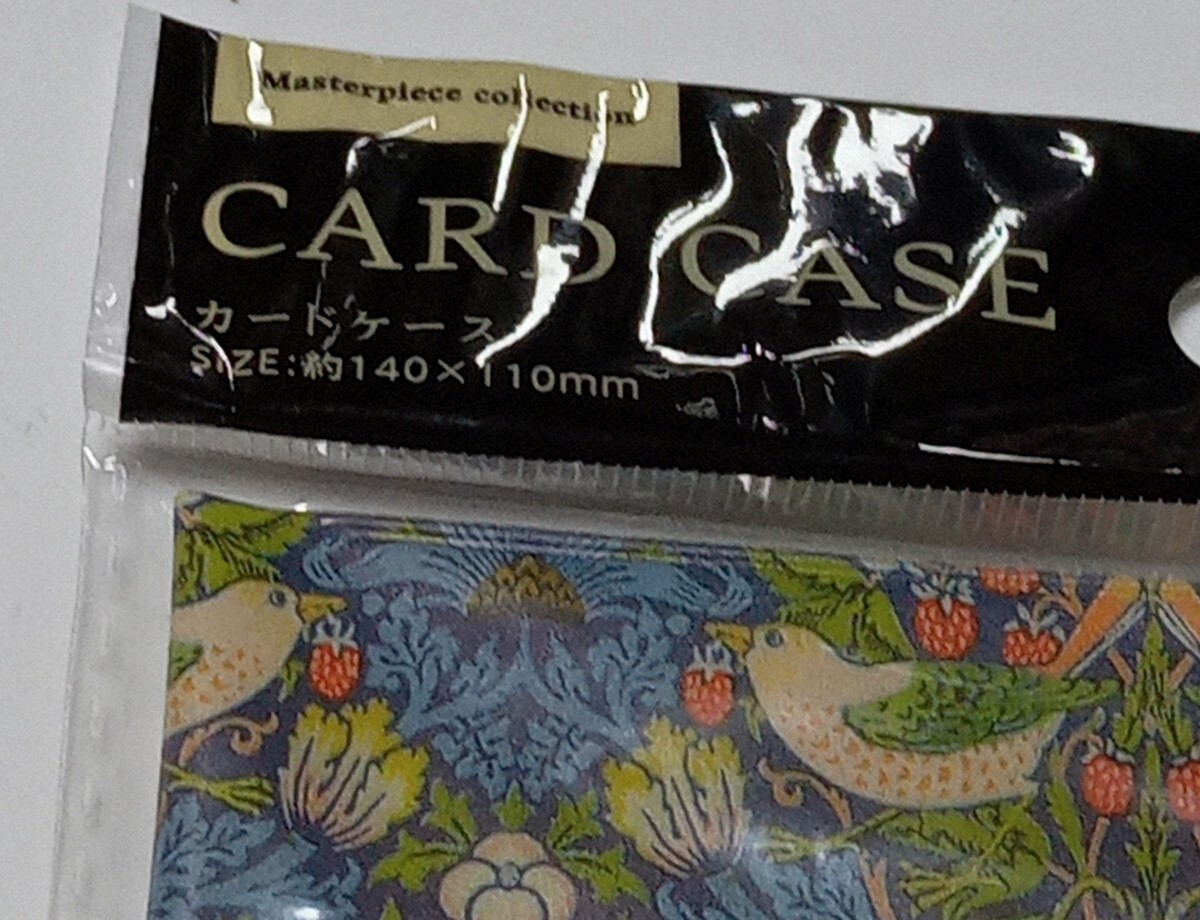 Masterpiece collection
CARD CASE
カードケース
SIZE:約140×110mm